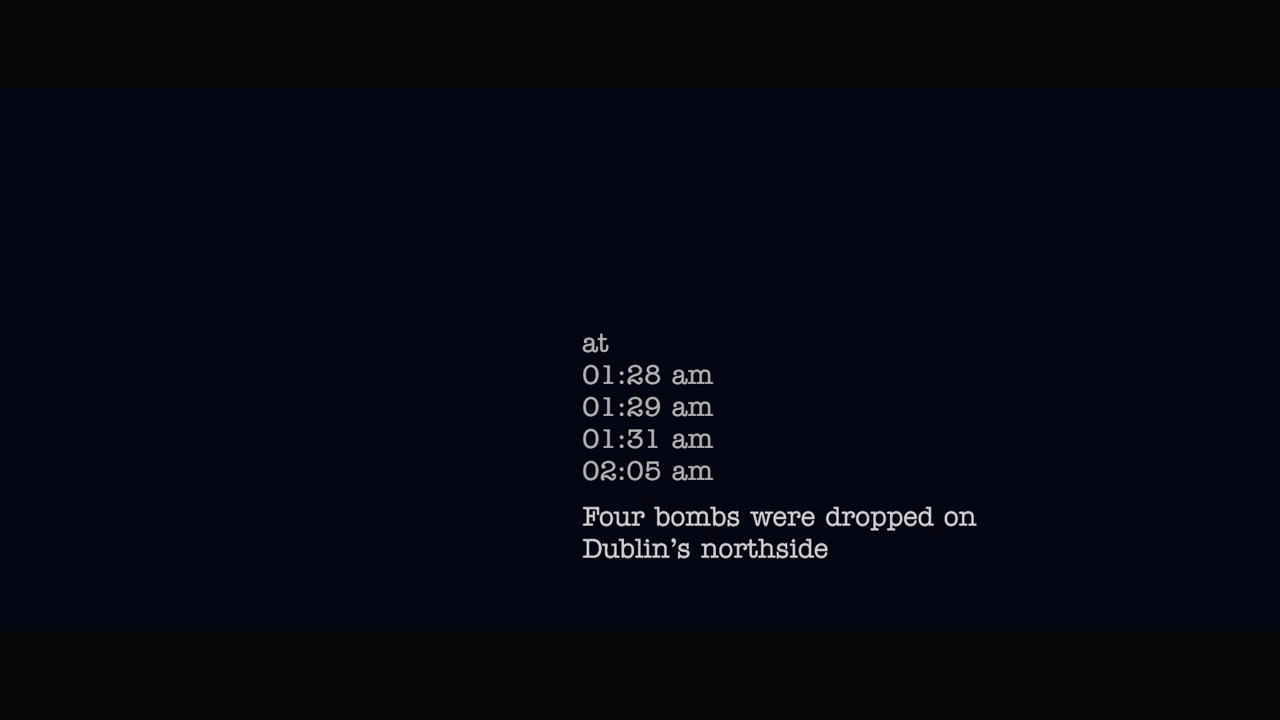 at
01:28 am
01:29 am
01:31 am
02:05 am
Four bombs were dropped on
Dublin’s northside